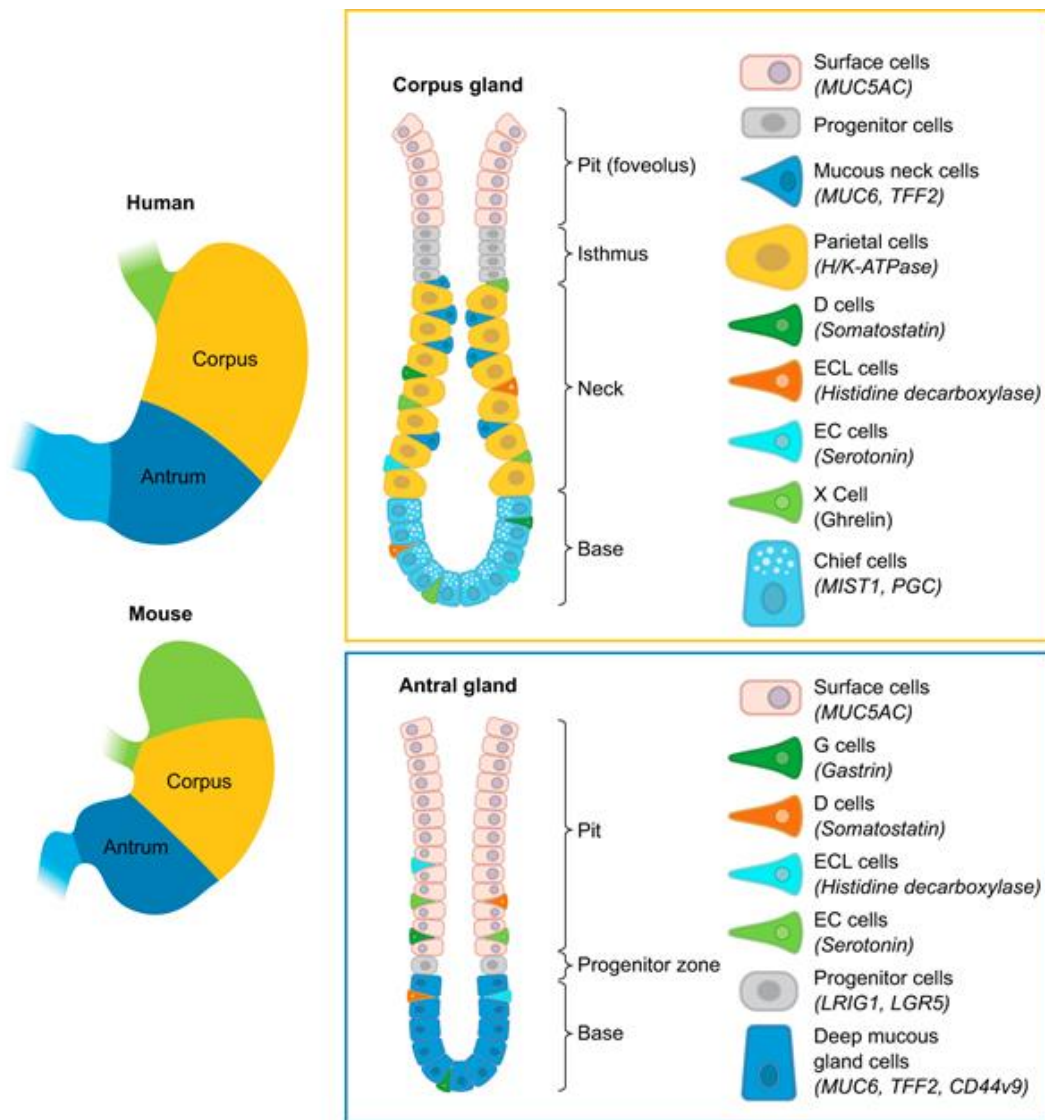 Human
Corpus
Antrum
Mouse
Corpus
Antrum
Corpus gland
Pit (foveolus)
Isthmus
Neck
Base
Surface cells
(MUC5AC)
Progenitor cells
Mucous neck cells
(MUC6, TFF2)
Parietal cells
(H/K-ATPase)
D cells
(Somatostatin)
ECL cells
(Histidine decarboxylase)
EC cells
(Serotonin)
X Cell
(Ghrelin)
Chief cells
(MIST1, PGC)
Antral gland
Pit
Progenitor zone
Base
Surface cells
(MUC5AC)
G cells
(Gastrin)
D cells
(Somatostatin)
ECL cells
(Histidine decarboxylase)
EC cells
(Serotonin)
Progenitor cells
(LRIG1, LGR5)
Deep mucous
gland cells
(MUC6, TFF2, CD44v9)